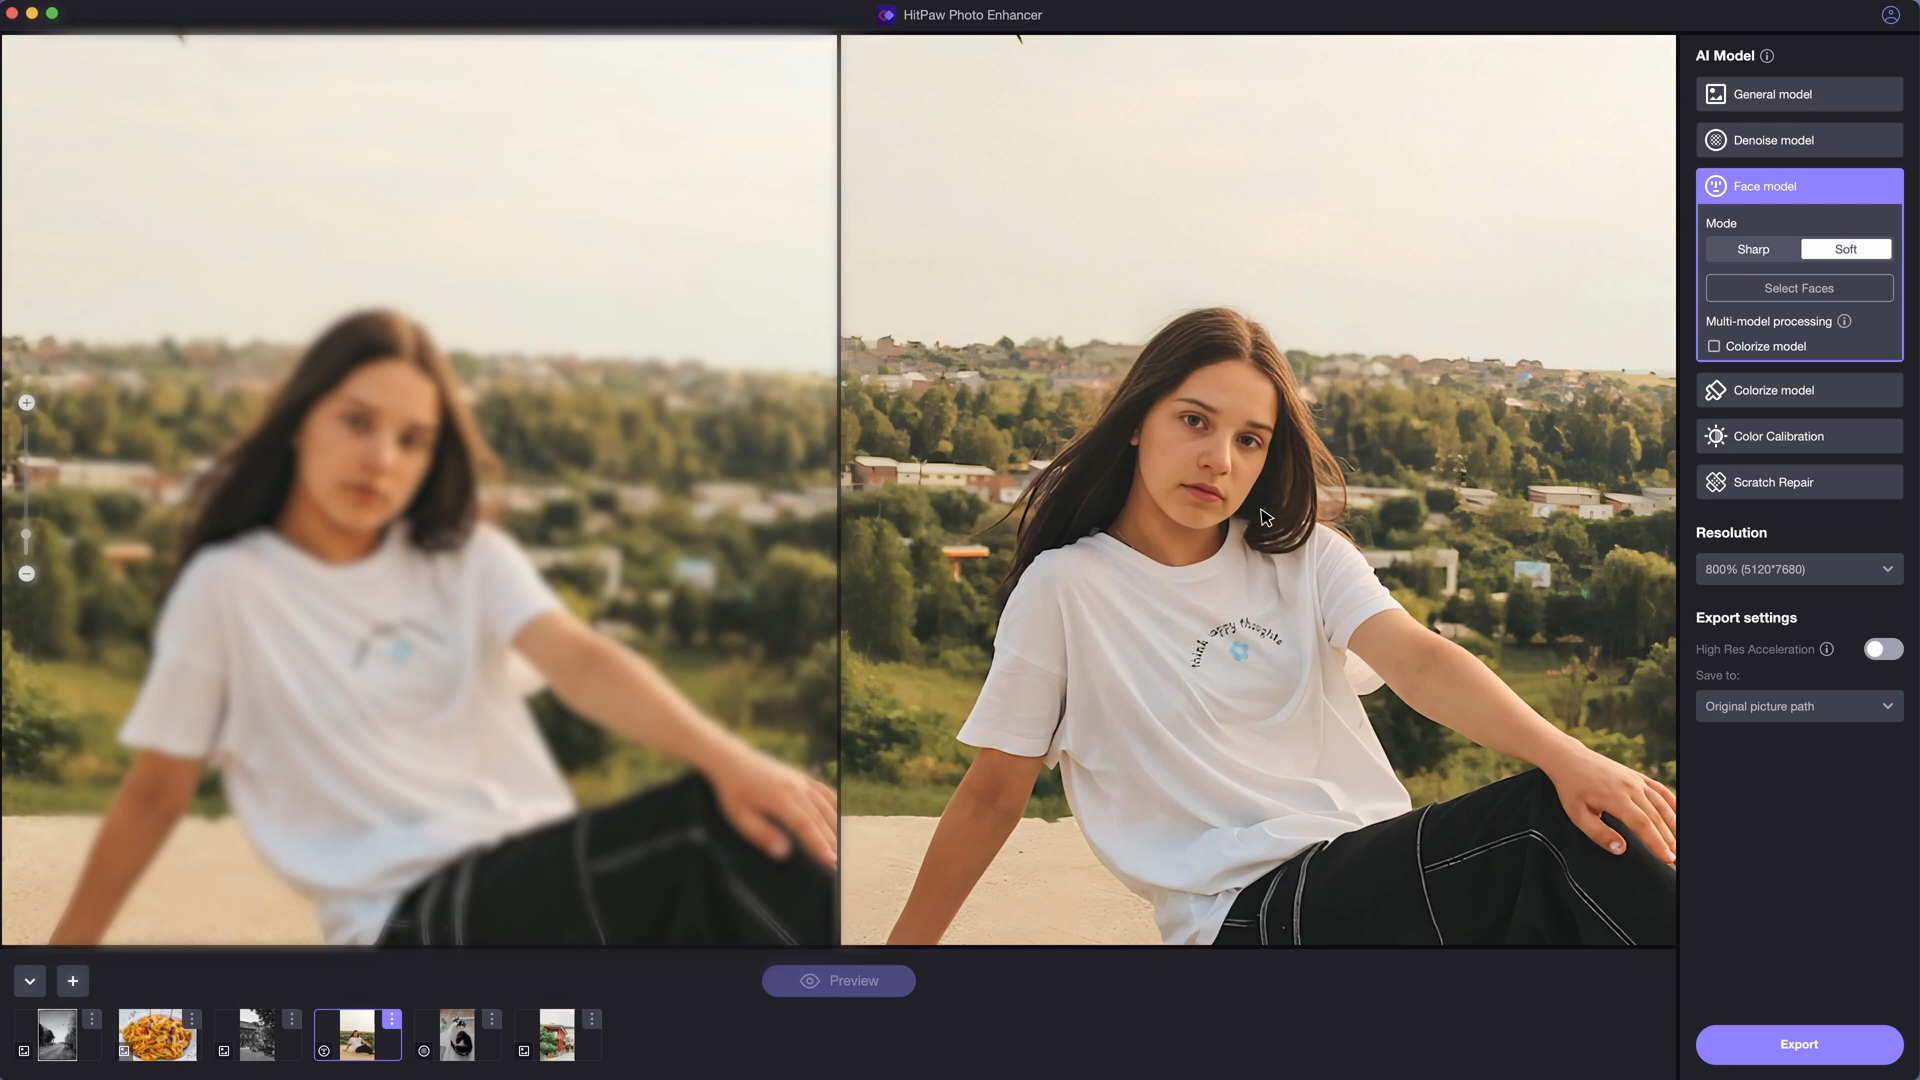 HitPaw Photo Enhancer
AI Model
General model
Denoise model
Face model
Mode
Sharp
Soft
Select Faces
Multi-model processing
Colorize model
Colorize model
Color Calibration
Scratch Repair
Resolution
800% (5120*7680)
Export settings
High Res Acceleration
Save to:
Original picture path
Export
Preview
think